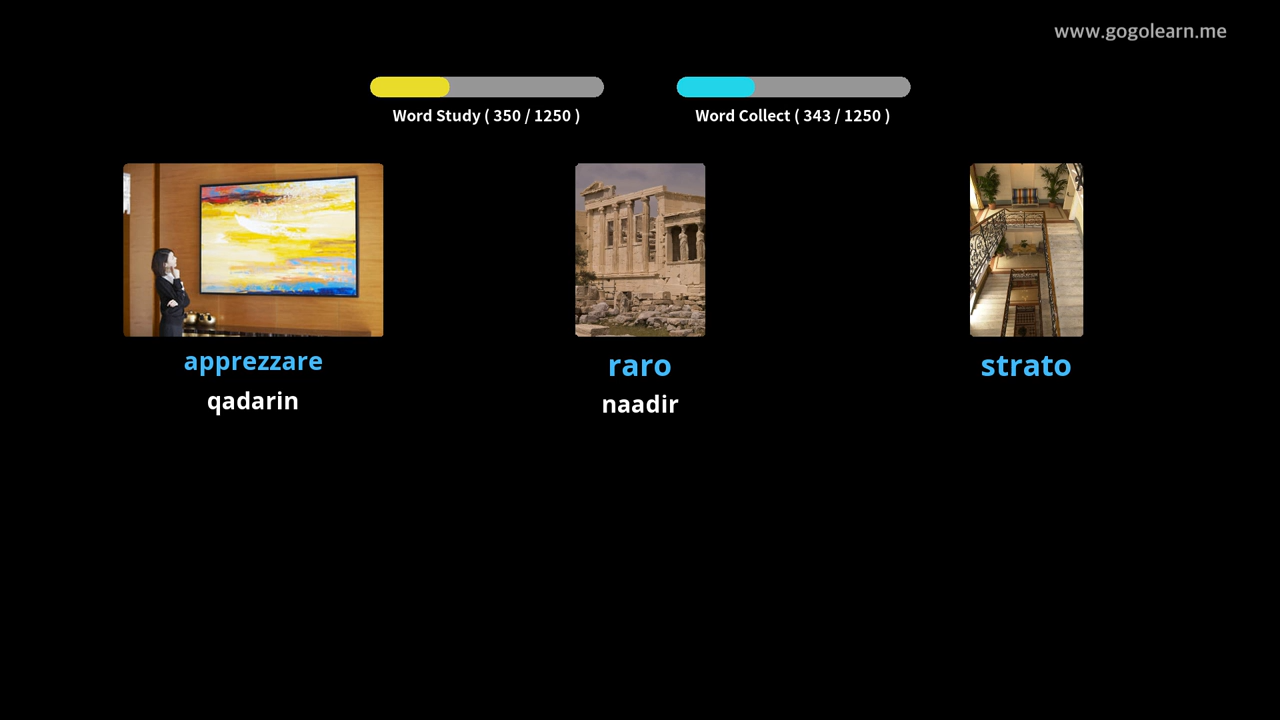 www.gogolearn.me
Word Study ( 350 / 1250 )
Word Collect ( 343 / 1250 )
apprezzare
qadarin
raro
naadir
strato